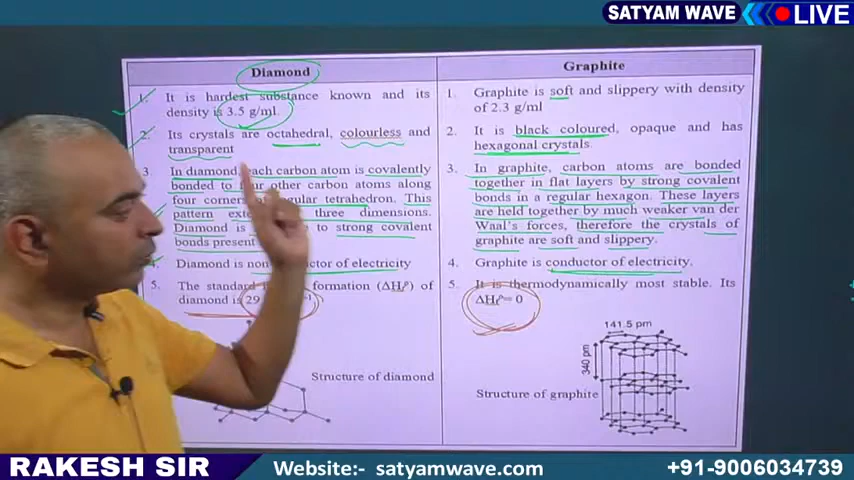 SATYAM WAVE LIVE
Diamond
1. It is hardest substance known and its
density is 3.5 g/ml.
2. Its crystals are octahedral, colourless and
transparent
3. In diamond, each carbon atom is covalently
bonded to four other carbon atoms along
four corners of regular tetrahedron. This
pattern three dimensions.
Diamond is to strong covalent
bonds present
4. Diamond is non conductor of electricity
5. The standard formation (ΔHfº) of
diamond is 29.
Structure of diamond
Graphite
1. Graphite is soft and slippery with density
of 2.3 g/ml
2. It is black coloured, opaque and has
hexagonal crystals.
3. In graphite, carbon atoms are bonded
together in flat layers by strong covalent
bonds in a regular hexagon. These layers
are held together by much weaker van der
Waal's forces, therefore the crystals of
graphite are soft and slippery.
4. Graphite is conductor of electricity.
5. It is thermodynamically most stable. Its
ΔHfº= 0
141.5 pm
340 pm
Structure of graphite
RAKESH SIR Website:- satyamwave.com +91-9006034739